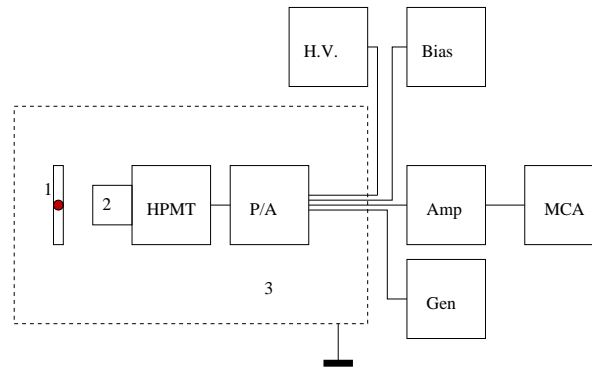 H.V.
Bias
1
2
HPMT
P/A
Amp
MCA
3
Gen